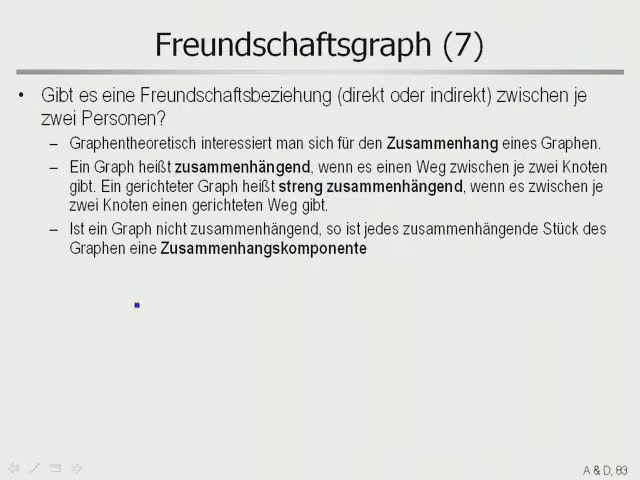 Freundschaftsgraph (7)
• Gibt es eine Freundschaftsbeziehung (direkt oder indirekt) zwischen je
zwei Personen?
– Graphentheoretisch interessiert man sich für den Zusammenhang eines Graphen.
– Ein Graph heißt zusammenhängend, wenn es einen Weg zwischen je zwei Knoten
gibt. Ein gerichteter Graph heißt streng zusammenhängend, wenn es zwischen je
zwei Knoten einen gerichteten Weg gibt.
– Ist ein Graph nicht zusammenhängend, so ist jedes zusammenhängende Stück des
Graphen eine Zusammenhangskomponente
A & D, 83